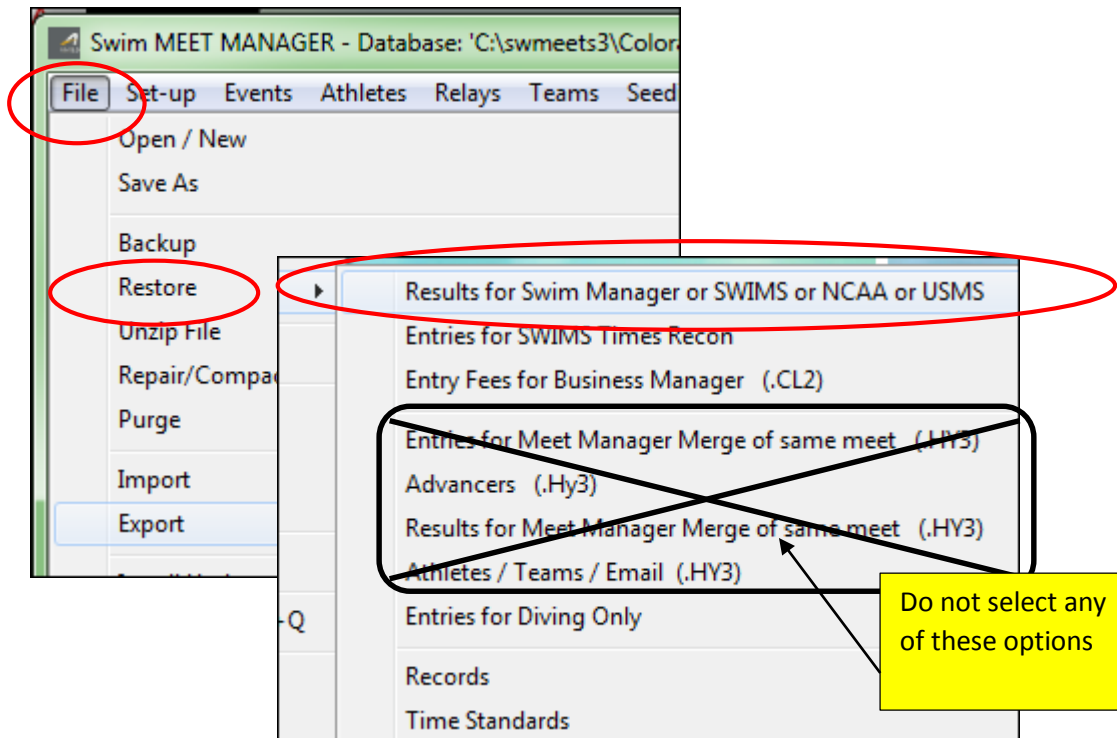 Swim MEET MANAGER - Database: 'C:\swmeets3\Colora
File Set-up Events Athletes Relays Teams Seed
Open / New
Save As
Backup
Restore
Unzip File
Repair/Compa
Purge
Import
Export
-Q
Results for Swim Manager or SWIMS or NCAA or USMS
Entries for SWIMS Times Recon
Entry Fees for Business Manager (.CL2)
Entries for Meet Manager Merge of same meet (.HY3)
Advancers (.Hy3)
Results for Meet Manager Merge of same meet (.HY3)
Athletes / Teams / Email (.HY3)
Entries for Diving Only
Records
Time Standards
Do not select any
of these options